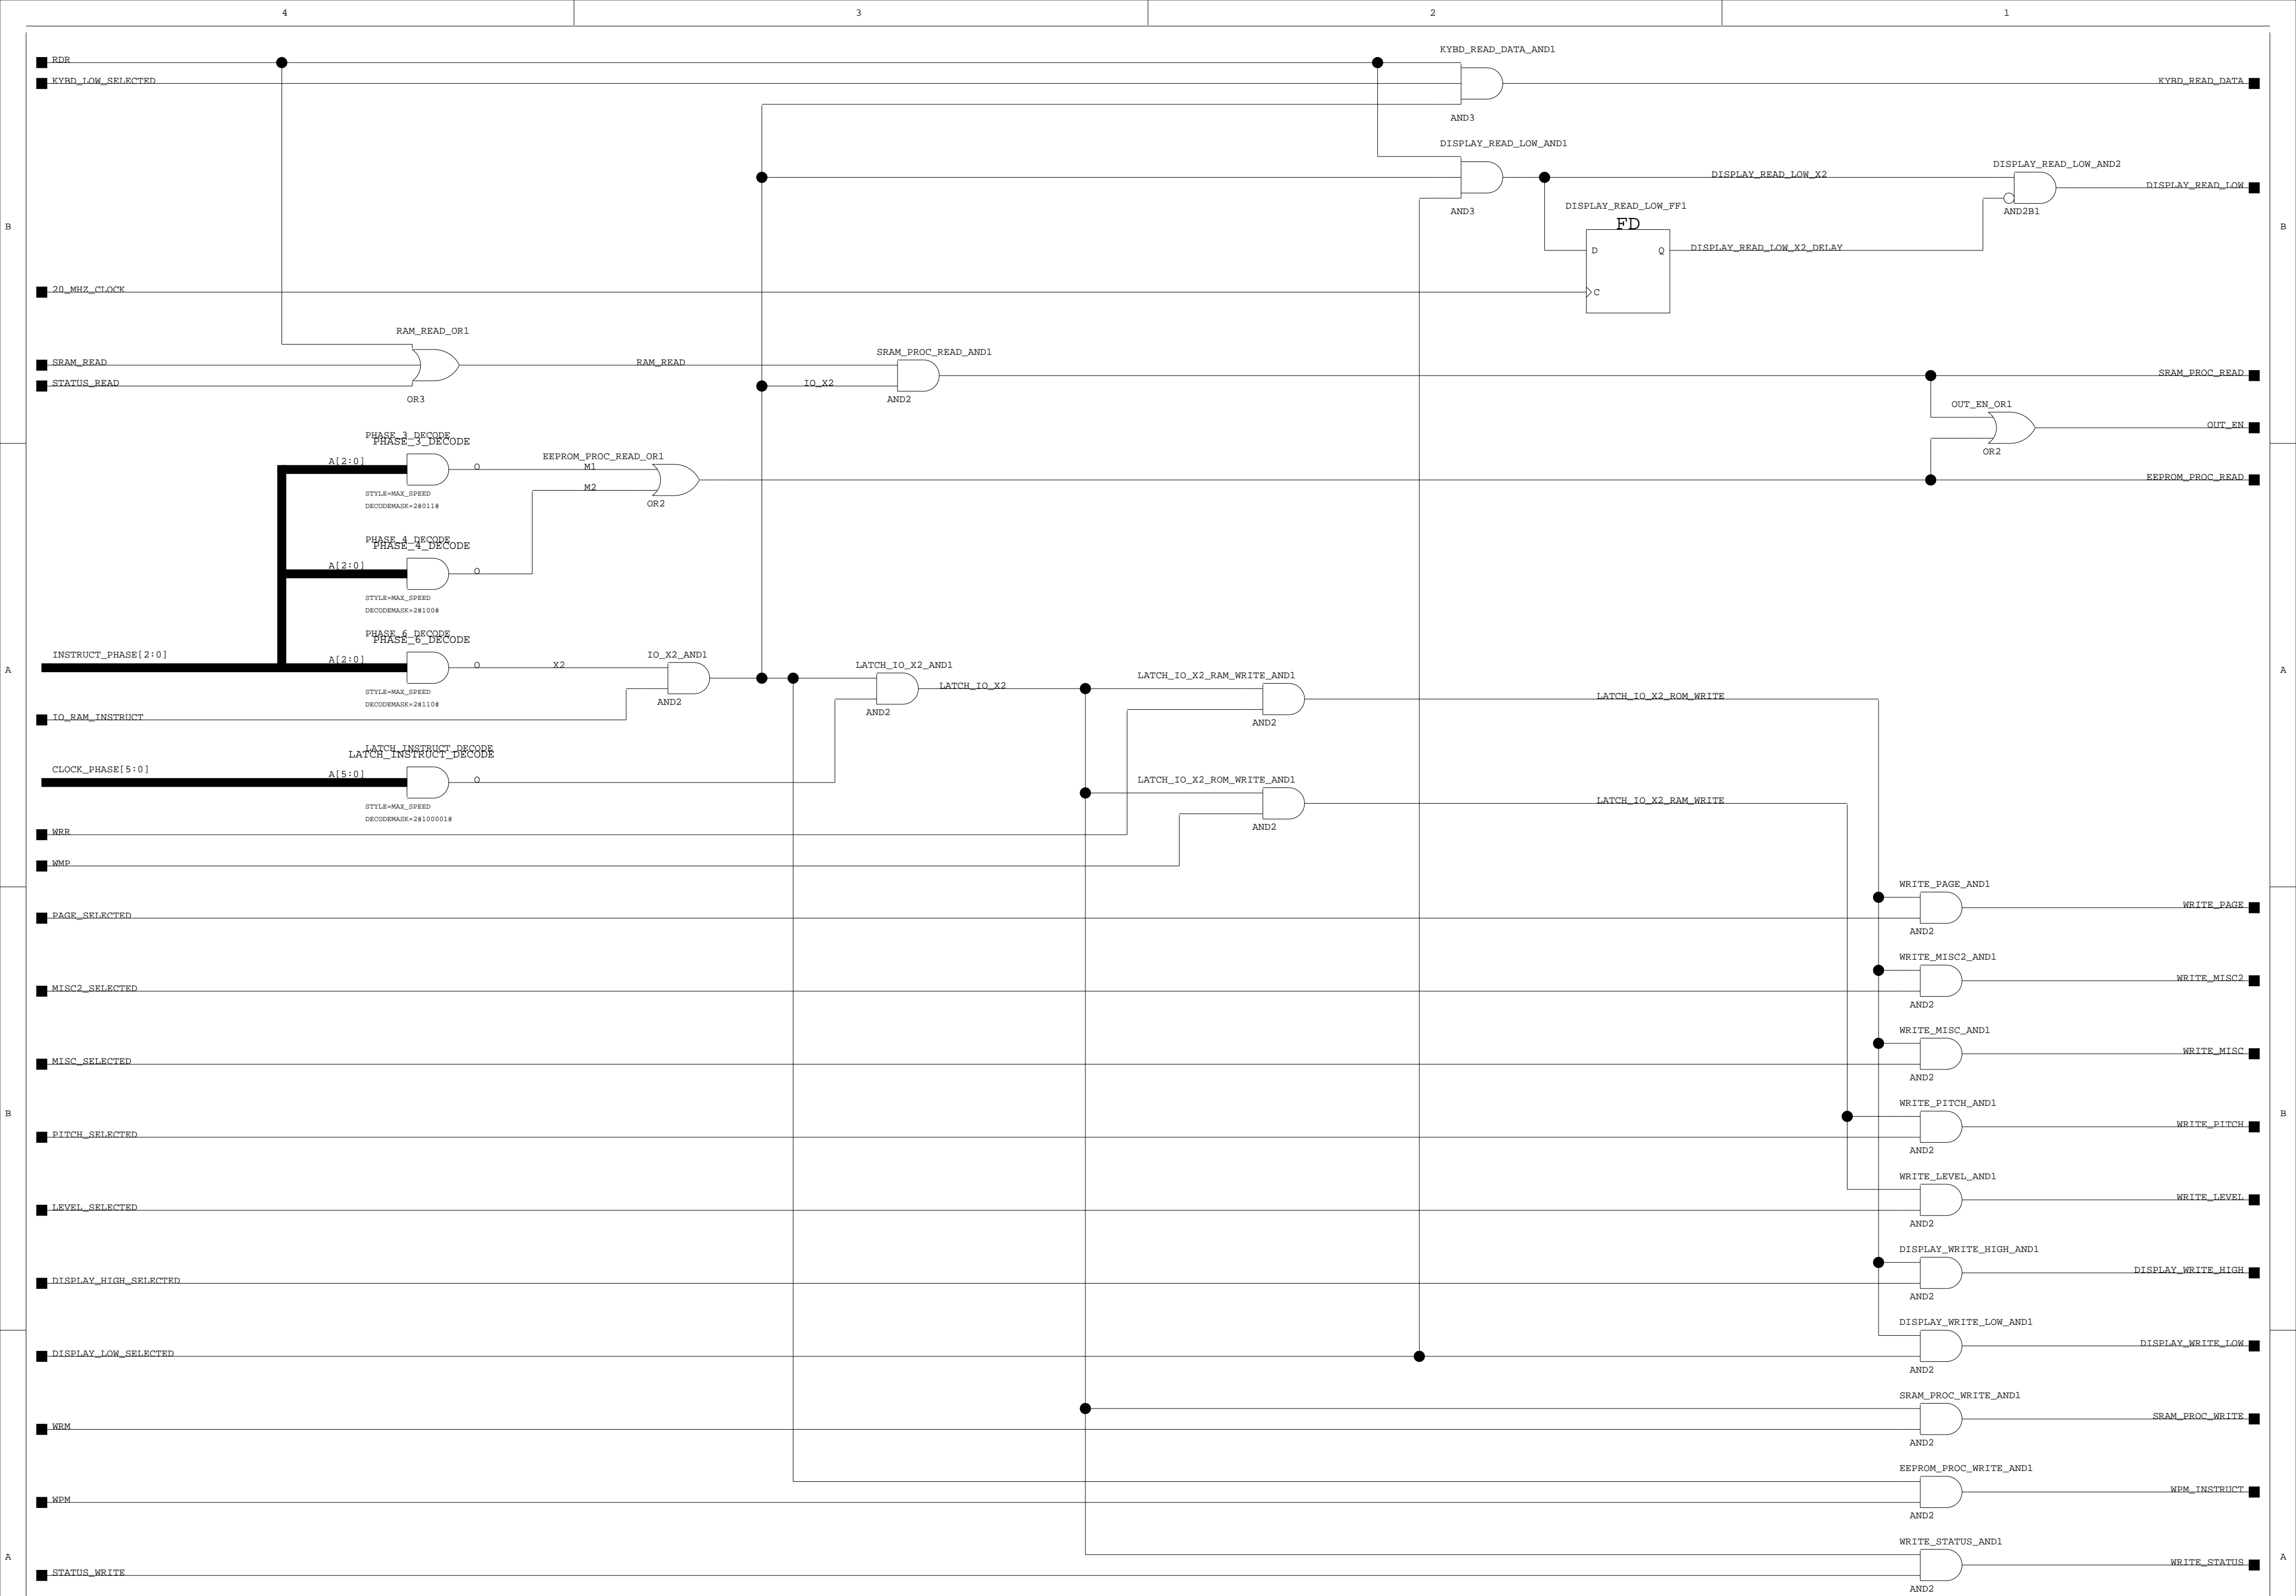 4 3 2 1
KYBD_READ_DATA_AND1
RDR
KYBD_LOW_SELECTED KYBD_READ_DATA
AND3
DISPLAY_READ_LOW_AND1
DISPLAY_READ_LOW_AND2
DISPLAY_READ_LOW_X2
DISPLAY_READ_LOW
DISPLAY_READ_LOW_FF1
AND3 AND2B1
FD
B B
D Q DISPLAY_READ_LOW_X2_DELAY
20_MHZ_CLOCK C
RAM_READ_OR1
SRAM_PROC_READ_AND1
SRAM_READ RAM_READ
SRAM_PROC_READ
STATUS_READ IO_X2
OR3 AND2
OUT_EN_OR1
OUT_EN
PHASE_3_DECODE
PHASE_3_DECODE
OR2
EEPROM_PROC_READ_OR1
A[2:0] O M1
EEPROM_PROC_READ
M2
STYLE=MAX_SPEED
OR2
DECODEMASK=2#011#
PHASE_4_DECODE
PHASE_4_DECODE
A[2:0] O
STYLE=MAX_SPEED
DECODEMASK=2#100#
PHASE_6_DECODE
PHASE_6_DECODE
INSTRUCT_PHASE[2:0] IO_X2_AND1
A[2:0] O X2 LATCH_IO_X2_AND1
A A
LATCH_IO_X2_RAM_WRITE_AND1
LATCH_IO_X2
STYLE=MAX_SPEED
LATCH_IO_X2_ROM_WRITE
DECODEMASK=2#110# AND2
AND2
IO_RAM_INSTRUCT AND2
LATCH_INSTRUCT_DECODE
LATCH_INSTRUCT_DECODE
CLOCK_PHASE[5:0]
A[5:0] O LATCH_IO_X2_ROM_WRITE_AND1
LATCH_IO_X2_RAM_WRITE
STYLE=MAX_SPEED
DECODEMASK=2#100001#
AND2
WRR
WMP
WRITE_PAGE_AND1
WRITE_PAGE
PAGE_SELECTED
AND2
WRITE_MISC2_AND1
WRITE_MISC2
MISC2_SELECTED
AND2
WRITE_MISC_AND1
WRITE_MISC
MISC_SELECTED
AND2
WRITE_PITCH_AND1
B B
WRITE_PITCH
PITCH_SELECTED
AND2
WRITE_LEVEL_AND1
WRITE_LEVEL
LEVEL_SELECTED
AND2
DISPLAY_WRITE_HIGH_AND1
DISPLAY_WRITE_HIGH
DISPLAY_HIGH_SELECTED
AND2
DISPLAY_WRITE_LOW_AND1
DISPLAY_WRITE_LOW
DISPLAY_LOW_SELECTED
AND2
SRAM_PROC_WRITE_AND1
SRAM_PROC_WRITE
WRM
AND2
EEPROM_PROC_WRITE_AND1
WPM_INSTRUCT
WPM
AND2
WRITE_STATUS_AND1
A A
WRITE_STATUS
STATUS_WRITE
AND2